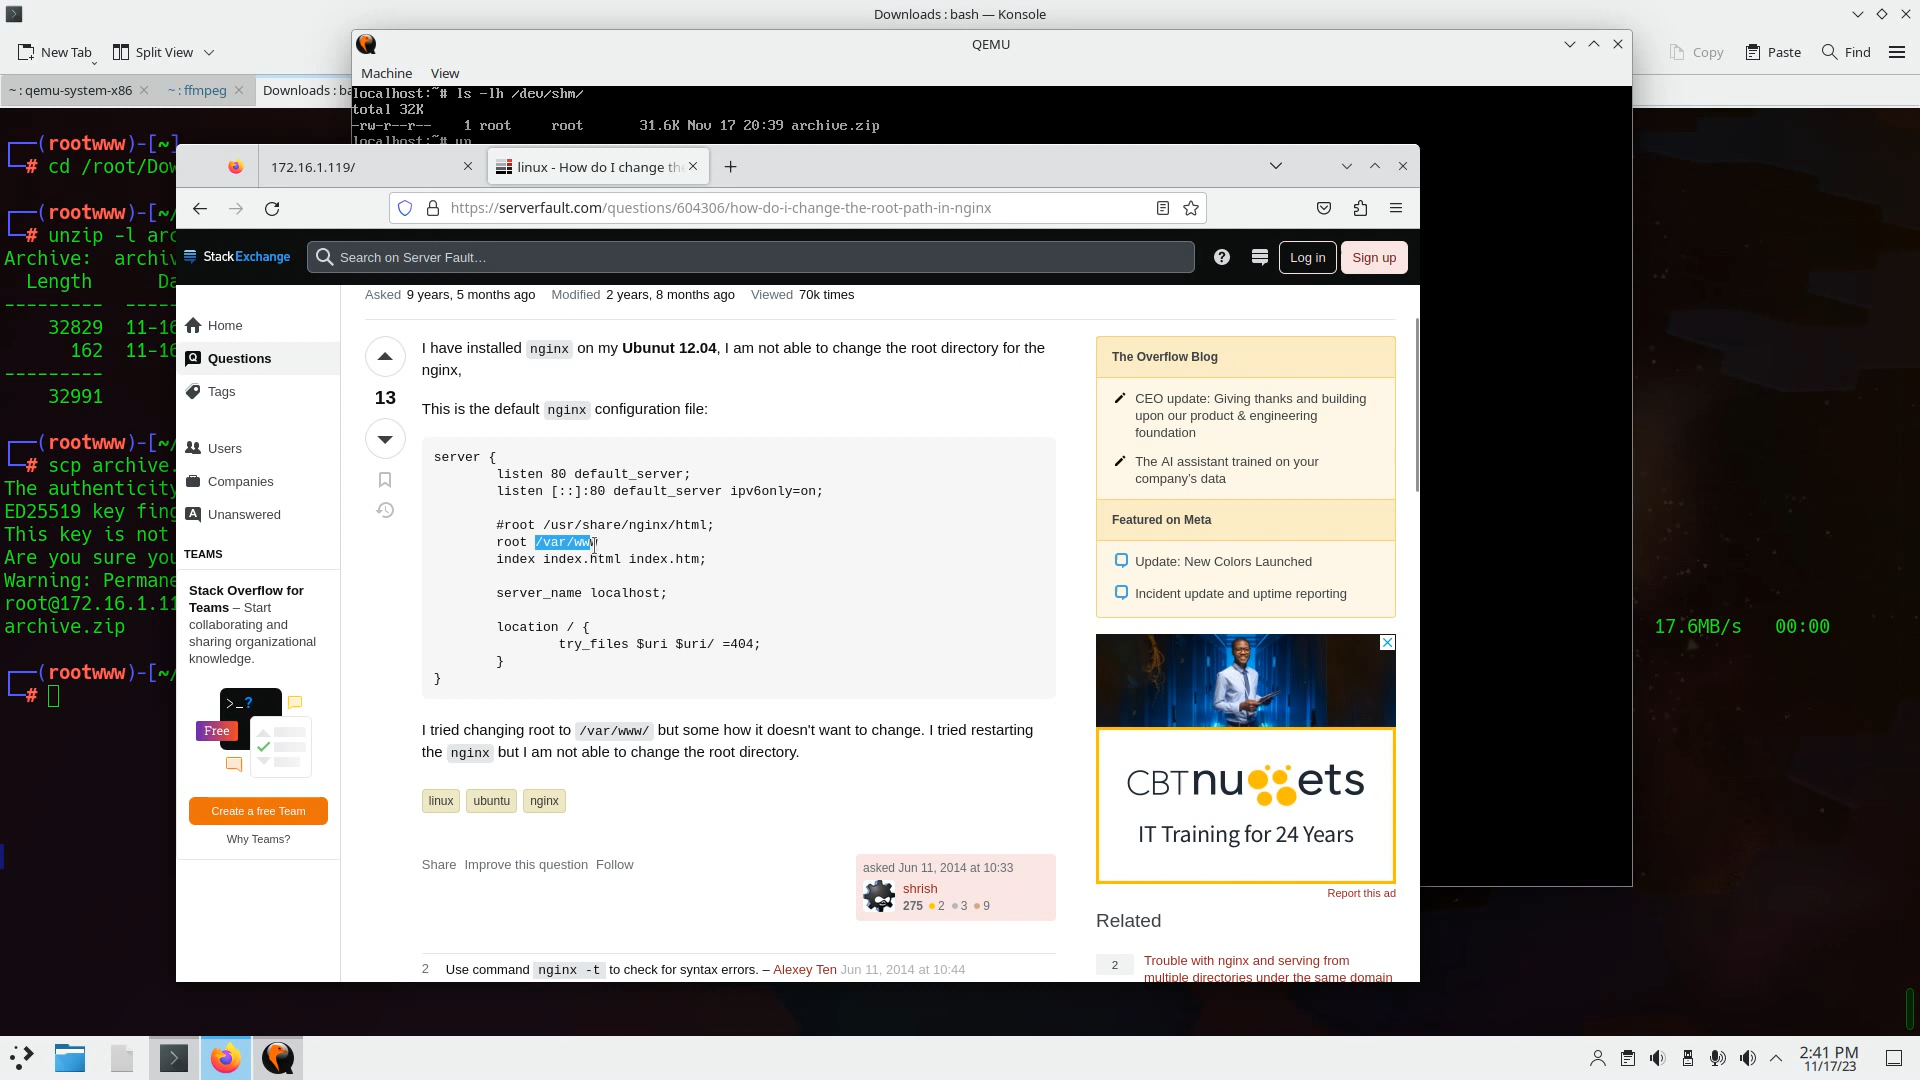 Downloads : bash — Konsole
New Tab
Split View
Copy
Paste
Find
~ : qemu-system-x86
~ : ffmpeg
Downloads : ba
QEMU
Machine View
localhost:~# ls -lh /dev/shm/
total 32K
-rw-r--r-- 1 root root 31.6K Nov 17 20:39 archive.zip
localhost:~# un
(rootwww)-[~]
# cd /root/Dow
(rootwww)-[~/
# unzip -l arc
Archive: archiv
Length Da
--------- ----
32829 11-16
162 11-16
---------
32991
(rootwww)-[~/
# scp archive.
The authenticity
ED25519 key fing
This key is not
Are you sure you
Warning: Permane
root@172.16.1.11
archive.zip
17.6MB/s 00:00
(rootwww)-[~/
#
172.16.1.119/
linux - How do I change the
https://serverfault.com/questions/604306/how-do-i-change-the-root-path-in-nginx
StackExchange
Search on Server Fault…
Log in
Sign up
Home
Questions
Tags
Users
Companies
Unanswered
TEAMS
Stack Overflow for
Teams – Start
collaborating and
sharing organizational
knowledge.
>_?
Free
Create a free Team
Why Teams?
Asked 9 years, 5 months ago Modified 2 years, 8 months ago Viewed 70k times
13
I have installed nginx on my Ubunut 12.04, I am not able to change the root directory for the
nginx,
This is the default nginx configuration file:
server {
listen 80 default_server;
listen [::]:80 default_server ipv6only=on;
#root /usr/share/nginx/html;
root /var/www
index index.html index.htm;
server_name localhost;
location / {
try_files $uri $uri/ =404;
}
}
I tried changing root to /var/www/ but some how it doesn't want to change. I tried restarting
the nginx but I am not able to change the root directory.
linux ubuntu nginx
Share Improve this question Follow
asked Jun 11, 2014 at 10:33
shrish
275 2 3 9
2 Use command nginx -t to check for syntax errors. – Alexey Ten Jun 11, 2014 at 10:44
The Overflow Blog
CEO update: Giving thanks and building
upon our product & engineering
foundation
The AI assistant trained on your
company's data
Featured on Meta
Update: New Colors Launched
Incident update and uptime reporting
CBTnuggets
IT Training for 24 Years
Report this ad
Related
2 Trouble with nginx and serving from
multiple directories under the same domain
2:41 PM
11/17/23